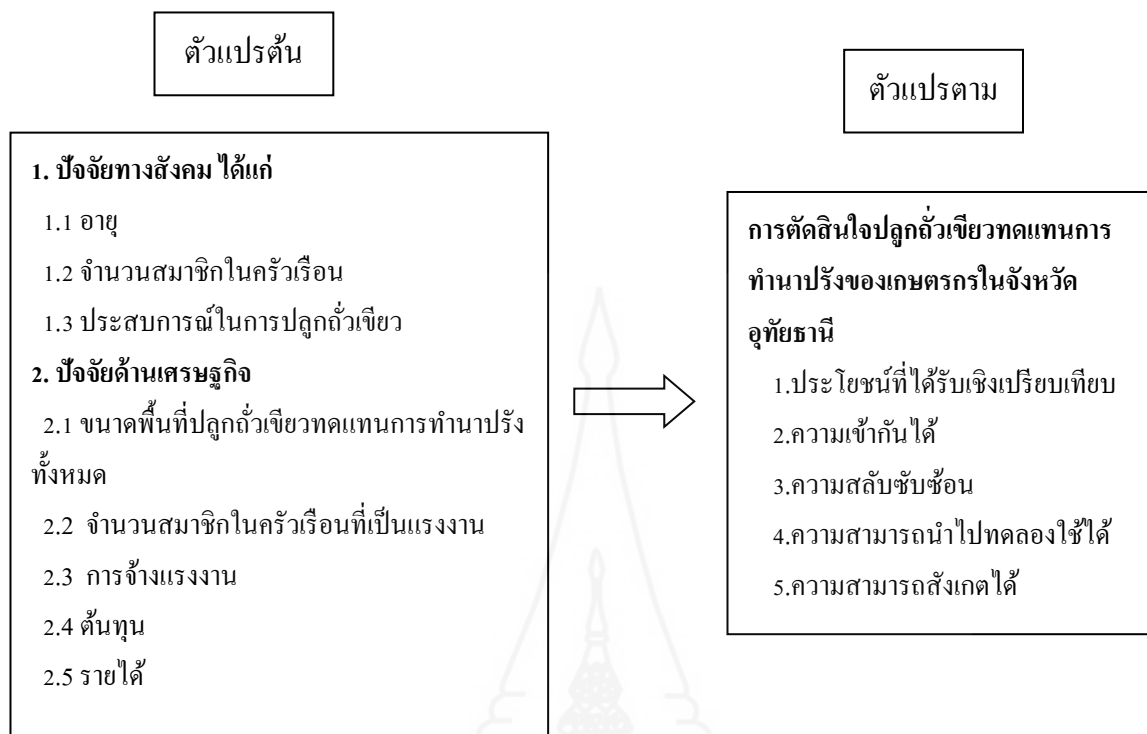 ตัวแปรต้น
1. ปัจจัยทางสังคม ได้แก่
1.1 อายุ
1.2 จำนวนสมาชิกในครัวเรือน
1.3 ประสบการณ์ในการปลูกถั่วเขียว
2. ปัจจัยด้านเศรษฐกิจ
2.1 ขนาดพื้นที่ปลูกถั่วเขียวทดแทนการทำนาปรัง
ทั้งหมด
2.2 จำนวนสมาชิกในครัวเรือนที่เป็นแรงงาน
2.3 การจ้างแรงงาน
2.4 ต้นทุน
2.5 รายได้
ตัวแปรตาม
การตัดสินใจปลูกถั่วเขียวทดแทนการ
ทำนาปรังของเกษตรกรในจังหวัด
อุทัยธานี
1.ประโยชน์ที่ได้รับเชิงเปรียบเทียบ
2.ความเข้ากันได้
3.ความสลับซับซ้อน
4.ความสามารถนำไปทดลองใช้ได้
5.ความสามารถสังเกตได้